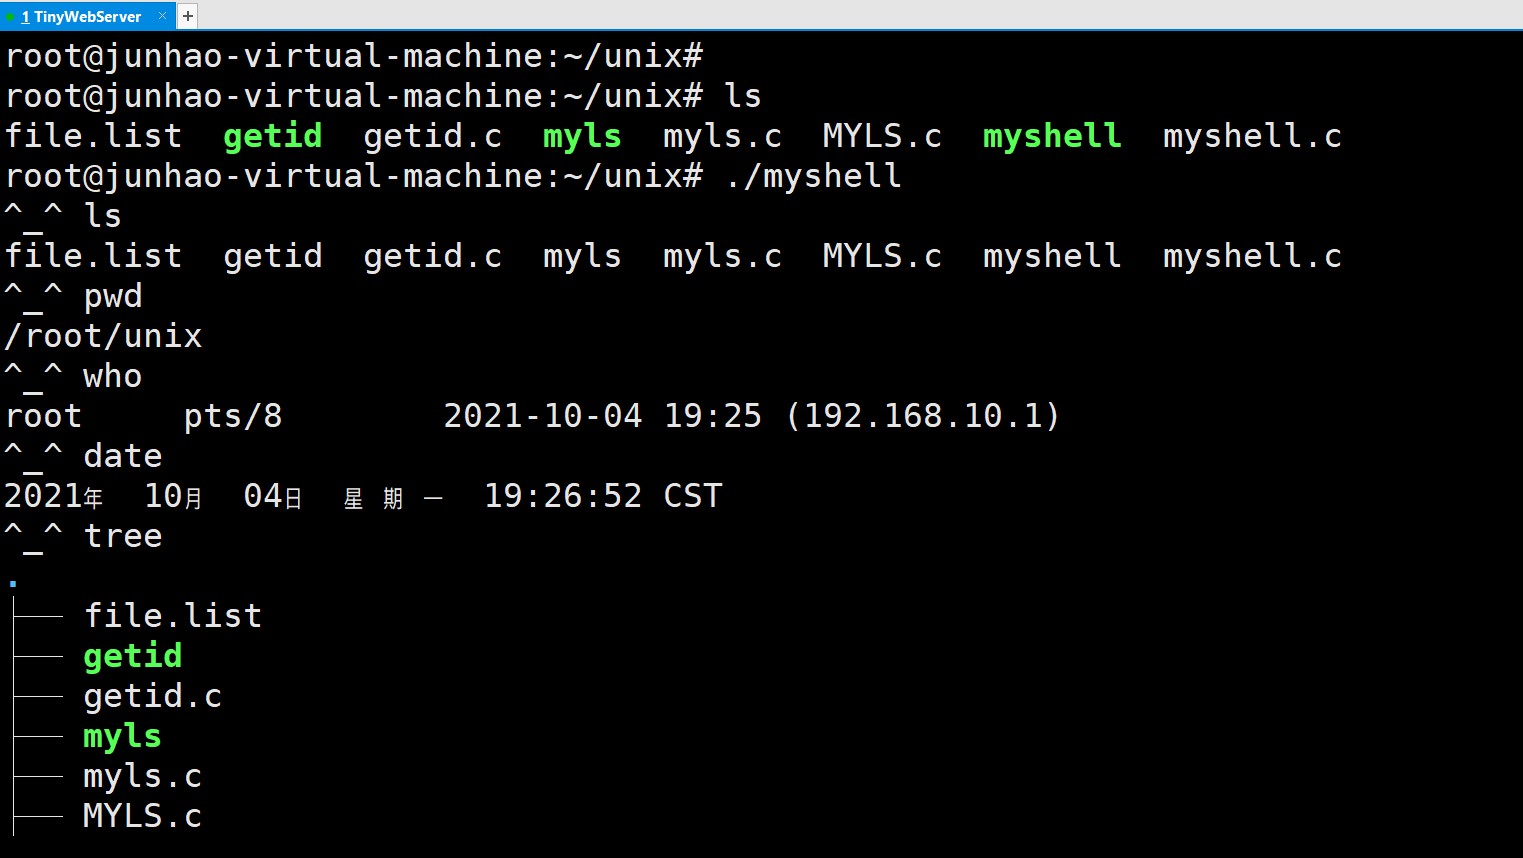 1 TinyWebServer × +
root@junhao-virtual-machine:~/unix#
root@junhao-virtual-machine:~/unix# ls
file.list  getid  getid.c  myls  myls.c  MYLS.c  myshell  myshell.c
root@junhao-virtual-machine:~/unix# ./myshell
^_^ ls
file.list  getid  getid.c  myls  myls.c  MYLS.c  myshell  myshell.c
^_^ pwd
/root/unix
^_^ who
root     pts/8        2021-10-04 19:25 (192.168.10.1)
^_^ date
2021年  10月  04日  星 期 一  19:26:52 CST
^_^ tree
.
├── file.list
├── getid
├── getid.c
├── myls
├── myls.c
├── MYLS.c